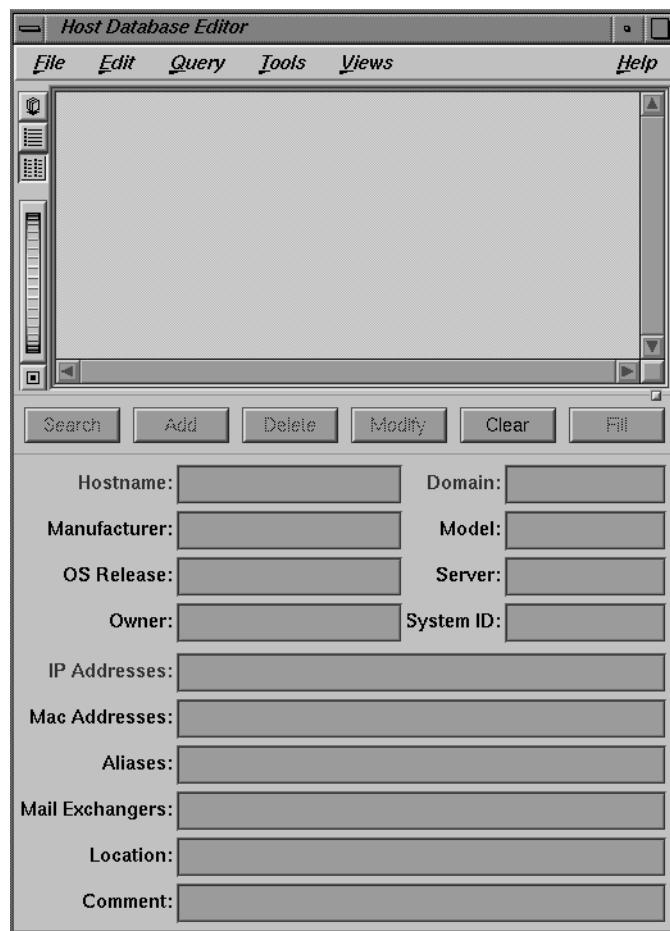 Host Database Editor
File Edit Query Tools Views Help
Search Add Delete Modify Clear Fill
Hostname: Domain:
Manufacturer: Model:
OS Release: Server:
Owner: System ID:
IP Addresses:
Mac Addresses:
Aliases:
Mail Exchangers:
Location:
Comment: